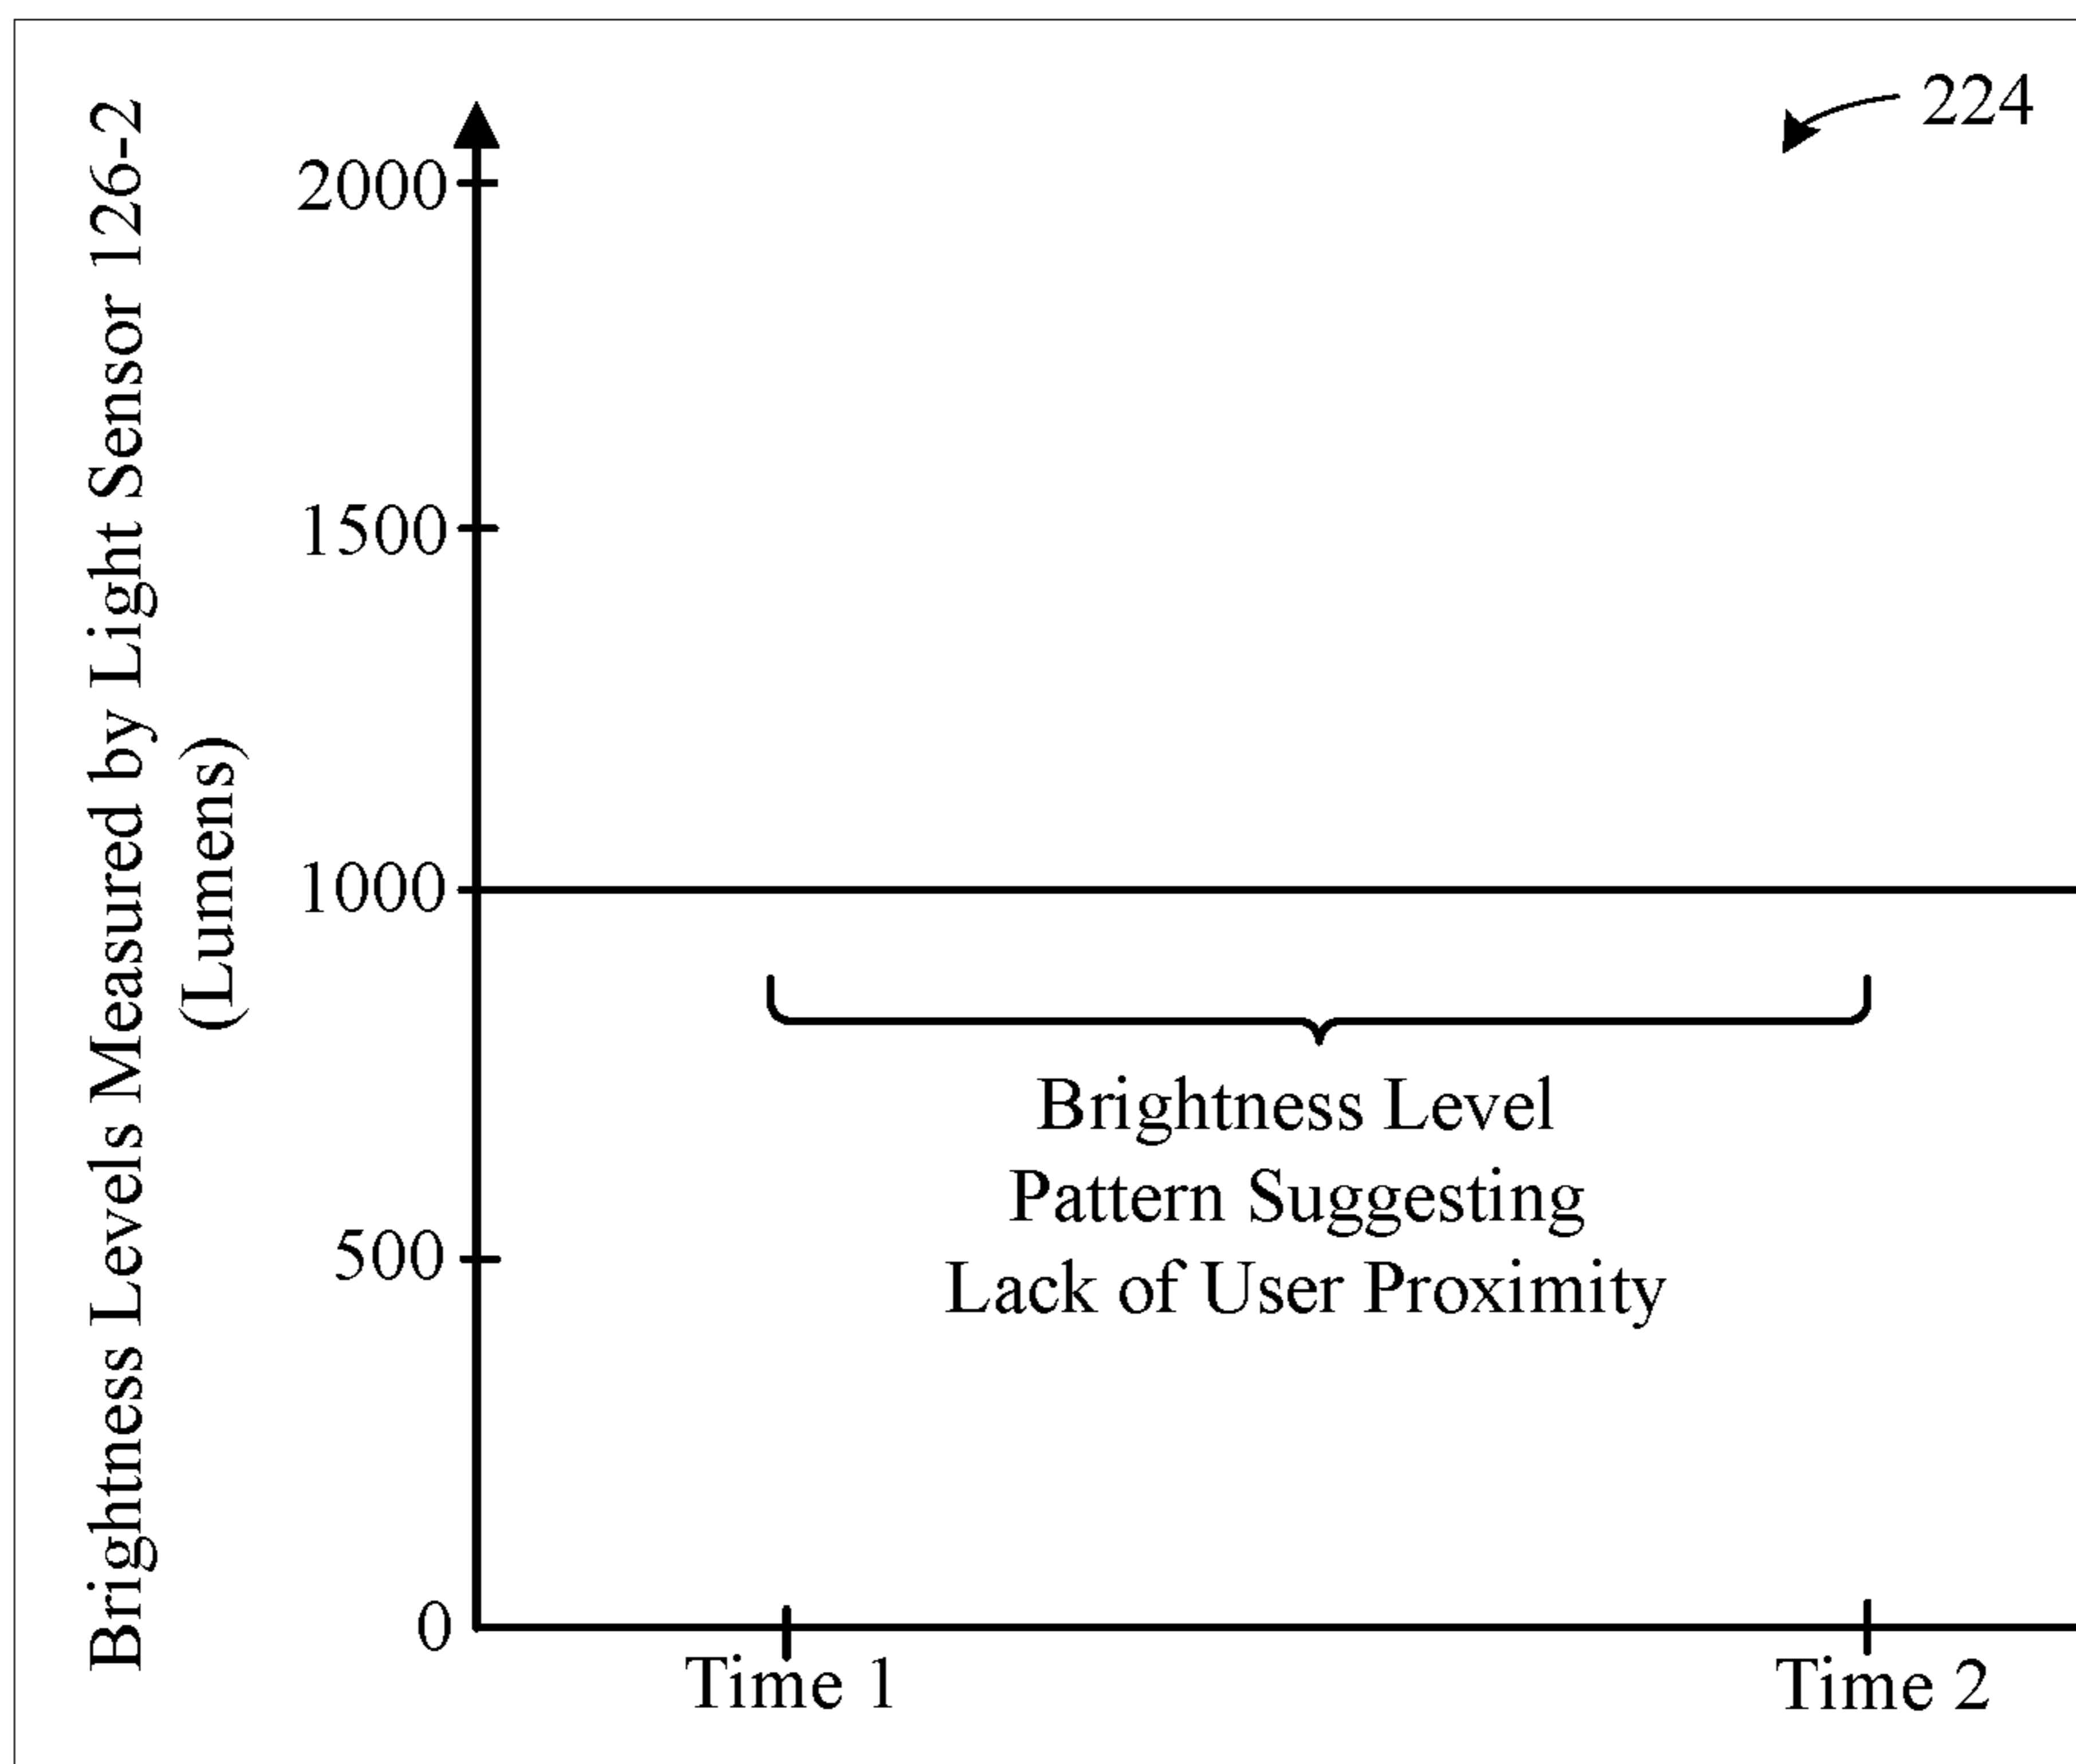 224
Brightness Levels Measured by Light Sensor 126-2
(Lumens)
2000
1500
1000
500
0
Brightness Level
Pattern Suggesting
Lack of User Proximity
Time 1
Time 2